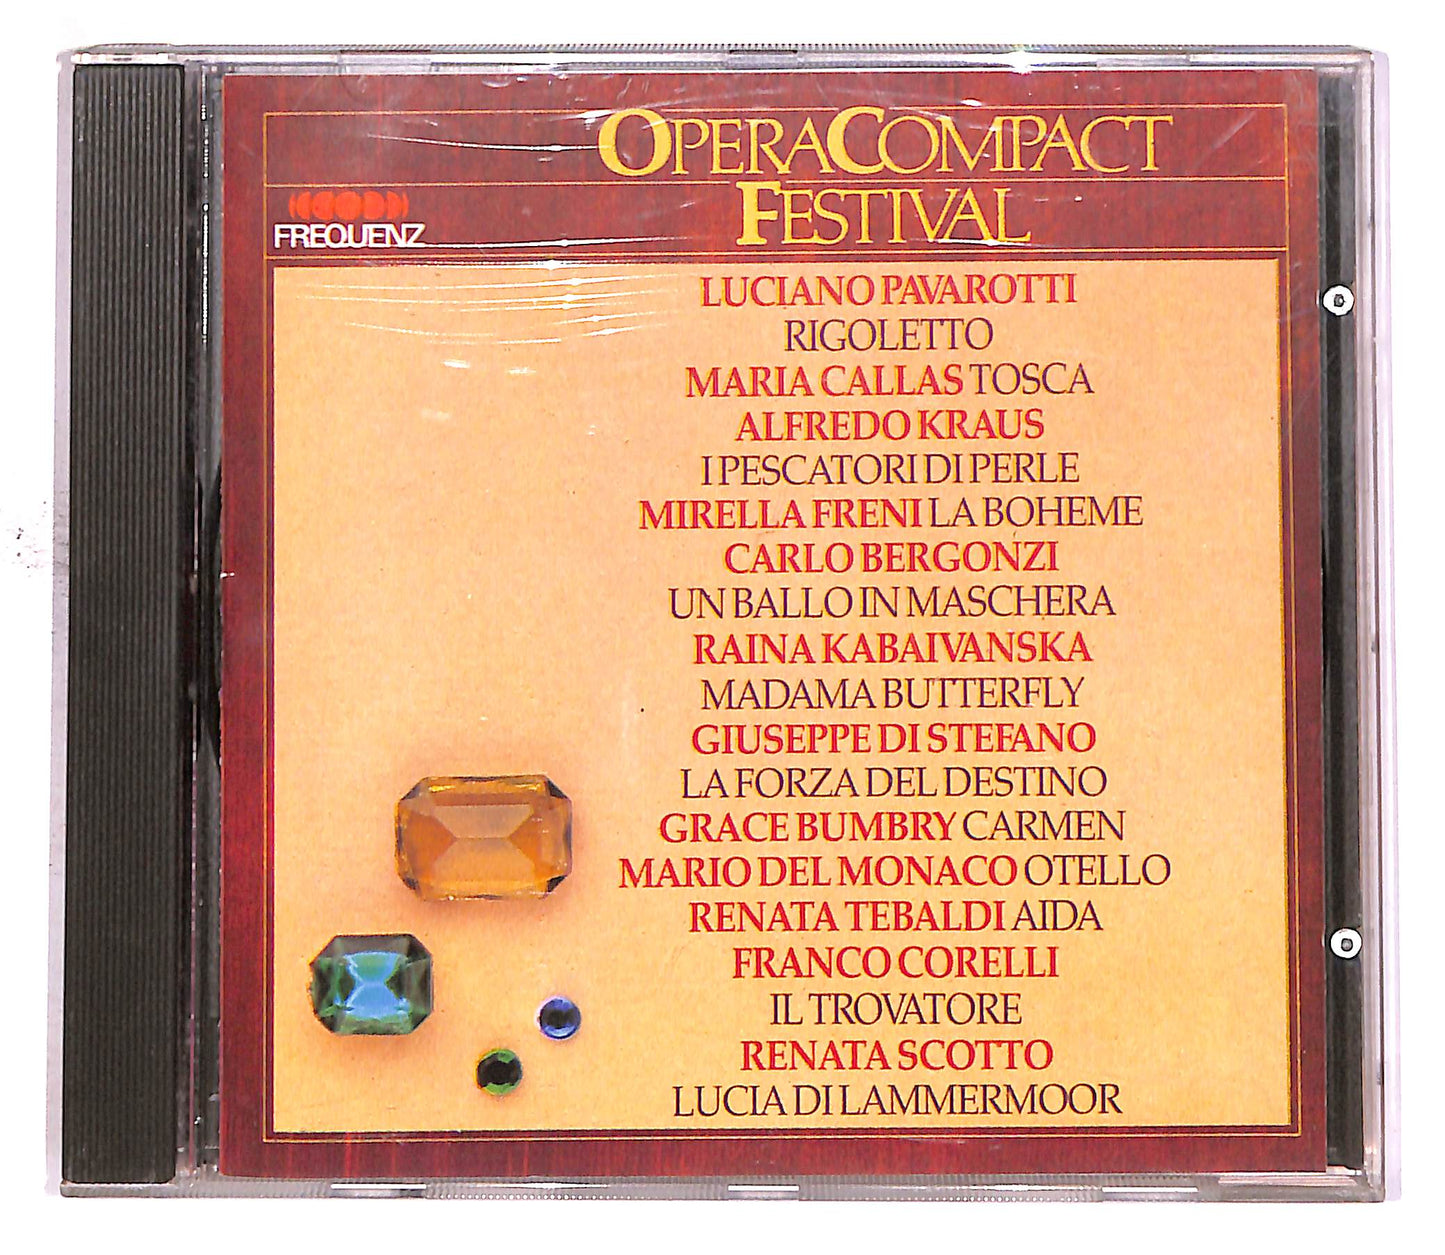 OPERACOMPACT
FESTIVAL
FREQUENZ
LUCIANO PAVAROTTI
RIGOLETTO
MARIA CALLAS TOSCA
ALFREDO KRAUS
I PESCATORI DI PERLE
MIRELLA FRENI LA BOHEME
CARLO BERGONZI
UN BALLO IN MASCHERA
RAINA KABAIVANSKA
MADAMA BUTTERFLY
GIUSEPPE DI STEFANO
LA FORZA DEL DESTINO
GRACE BUMBRY CARMEN
MARIO DEL MONACO OTELLO
RENATA TEBALDI AIDA
FRANCO CORELLI
IL TROVATORE
RENATA SCOTTO
LUCIA DI LAMMERMOOR